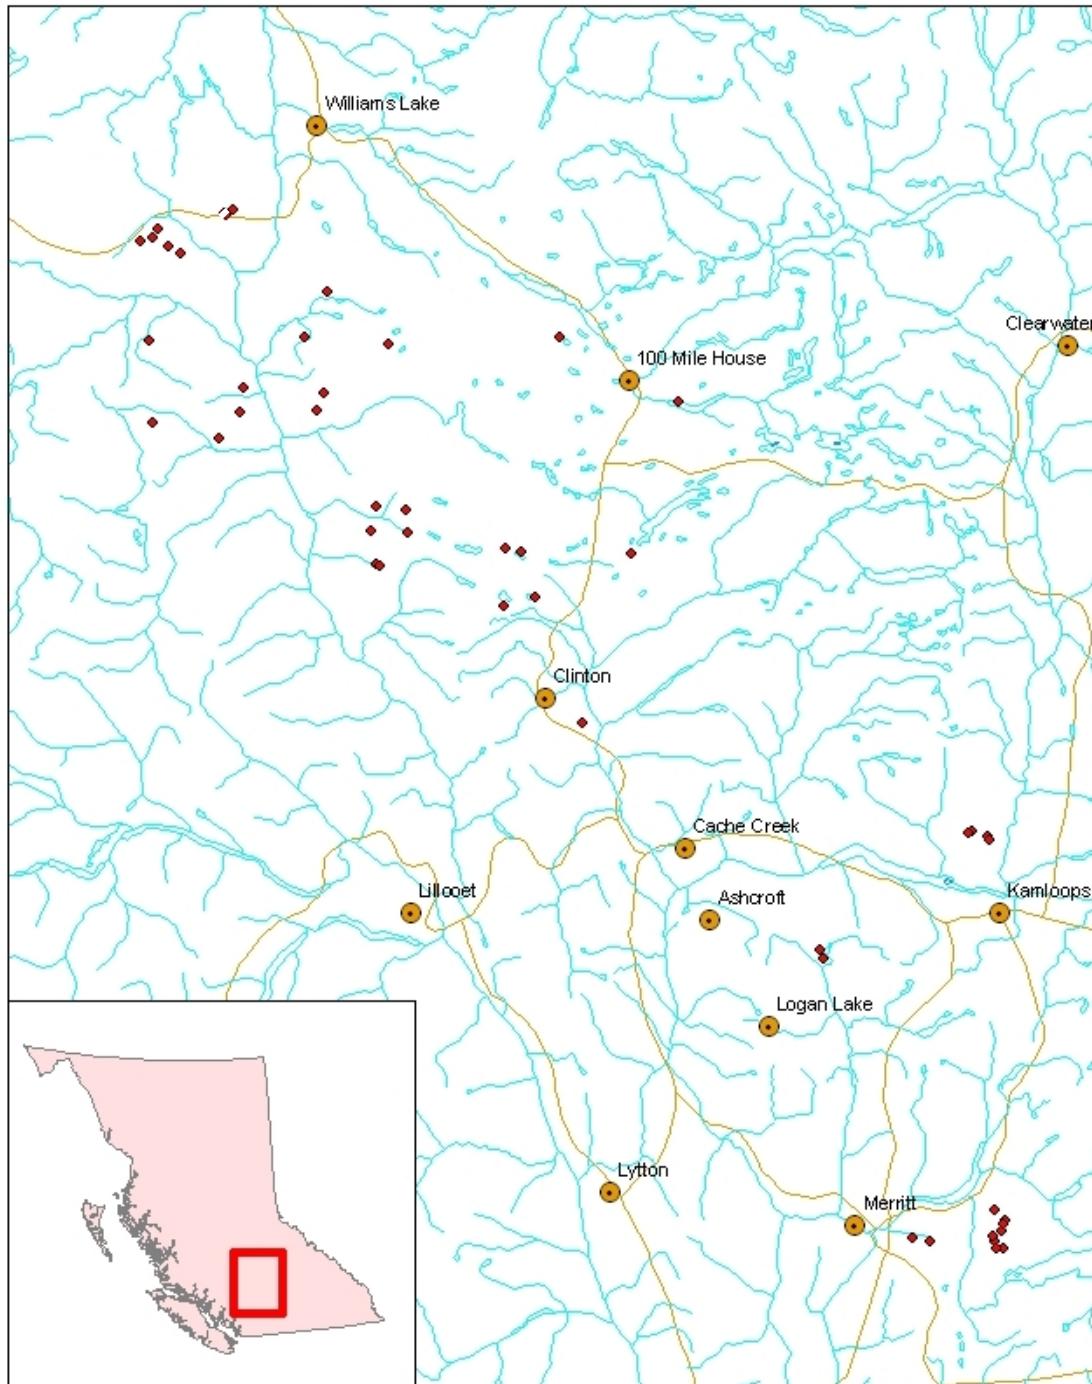 Williams Lake
Clearwater
100 Mile House
Clinton
Cache Creek
Lillooet
Ashcroft
Kamloops
Logan Lake
Lytton
Merritt